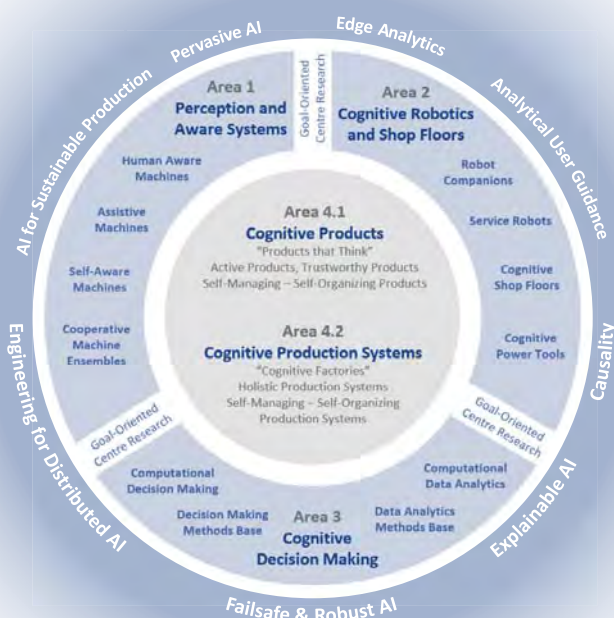 Pervasive AI
Edge Analytics
Analytical User Guidance
Causality
Explainable AI
Failsafe & Robust AI
Engineering for Distributed AI
AI for Sustainable Production
Area 1
Perception and
Aware Systems
Human Aware
Machines
Assistive
Machines
Self-Aware
Machines
Cooperative
Machine
Ensembles
Goal-Oriented
Centre Research
Area 2
Cognitive Robotics
and Shop Floors
Robot
Companions
Service Robots
Cognitive
Shop Floors
Cognitive
Power Tools
Goal-Oriented
Centre Research
Area 4.1
Cognitive Products
"Products that Think"
Active Products, Trustworthy Products
Self-Managing – Self-Organizing Products
Area 4.2
Cognitive Production Systems
"Cognitive Factories"
Holistic Production Systems
Self-Managing – Self-Organizing
Production Systems
Goal-Oriented
Centre Research
Computational
Decision Making
Decision Making
Methods Base
Area 3
Cognitive
Decision Making
Data Analytics
Methods Base
Computational
Data Analytics